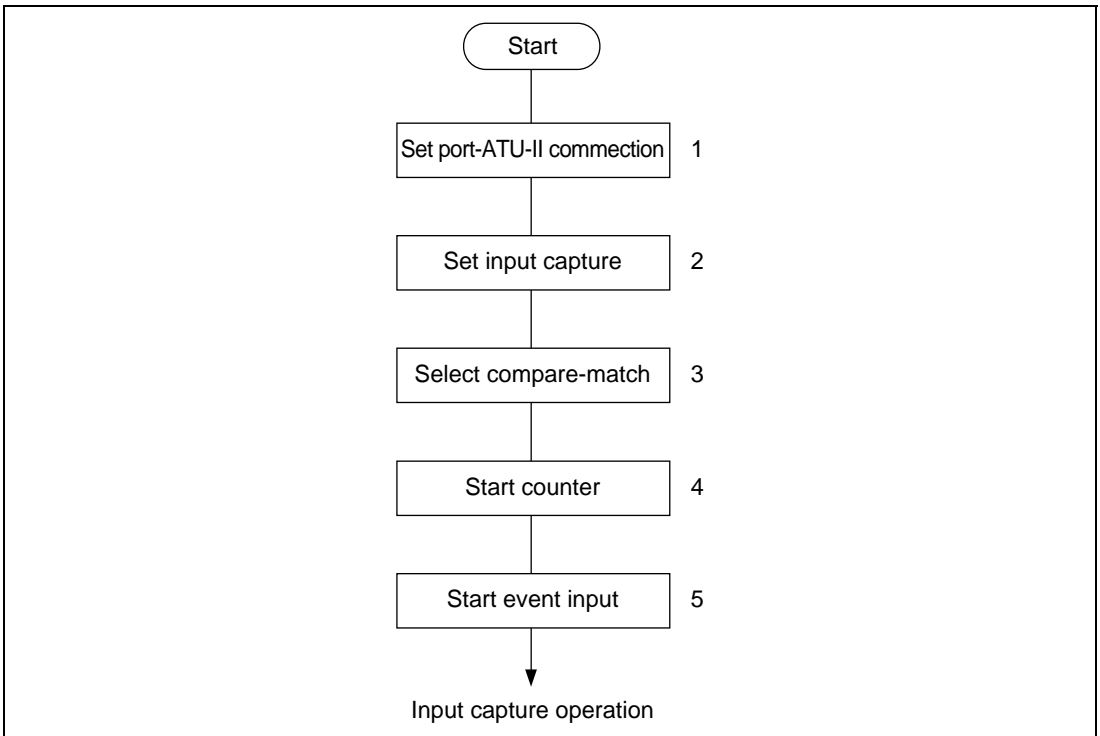 Start
Set port-ATU-II commection 1
Set input capture 2
Select compare-match 3
Start counter 4
Start event input 5
Input capture operation